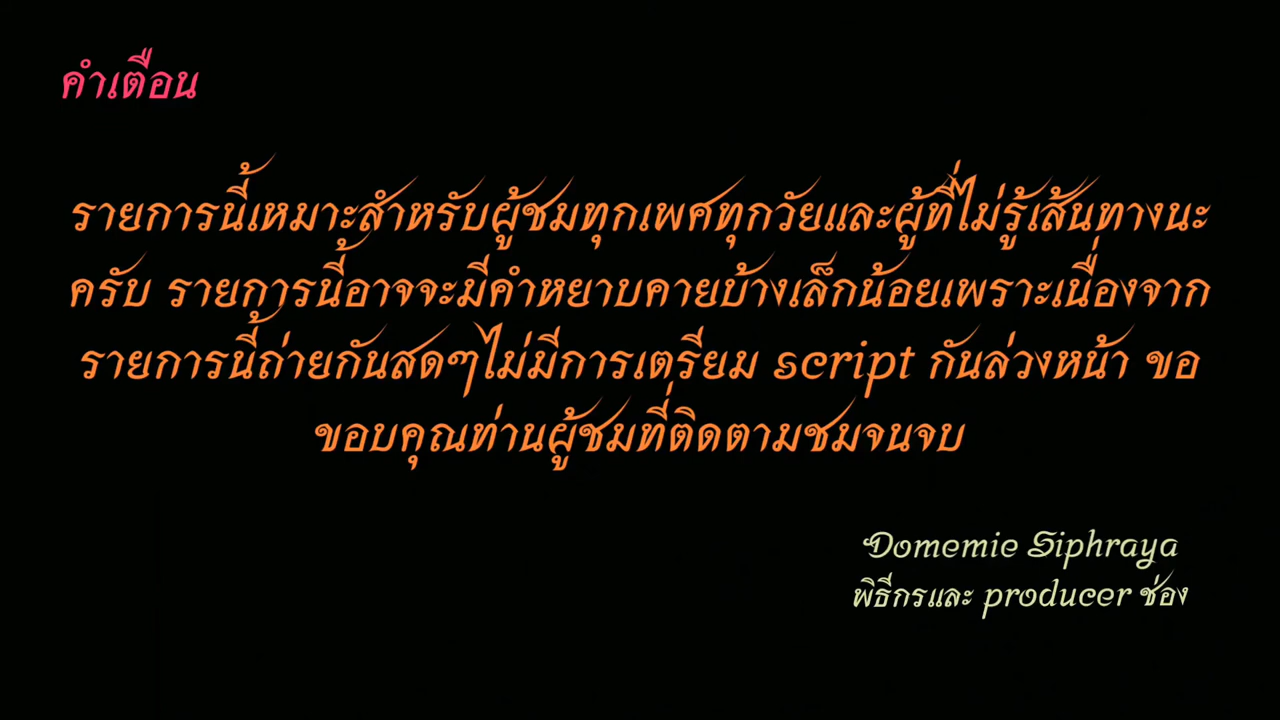 คำเตือน
รายการนี้เหมาะสำหรับผู้ชมทุกเพศทุกวัยและผู้ที่ไม่รู้เส้นทางนะ
ครับ รายการนี้อาจจะมีคำหยาบคายบ้างเล็กน้อยเพราะเนื่องจาก
รายการนี้ถ่ายกันสดๆไม่มีการเตรียม script กันล่วงหน้า ขอ
ขอบคุณท่านผู้ชมที่ติดตามชมจนจบ
Domemie Siphraya
พิธีกรและ producer ช่อง